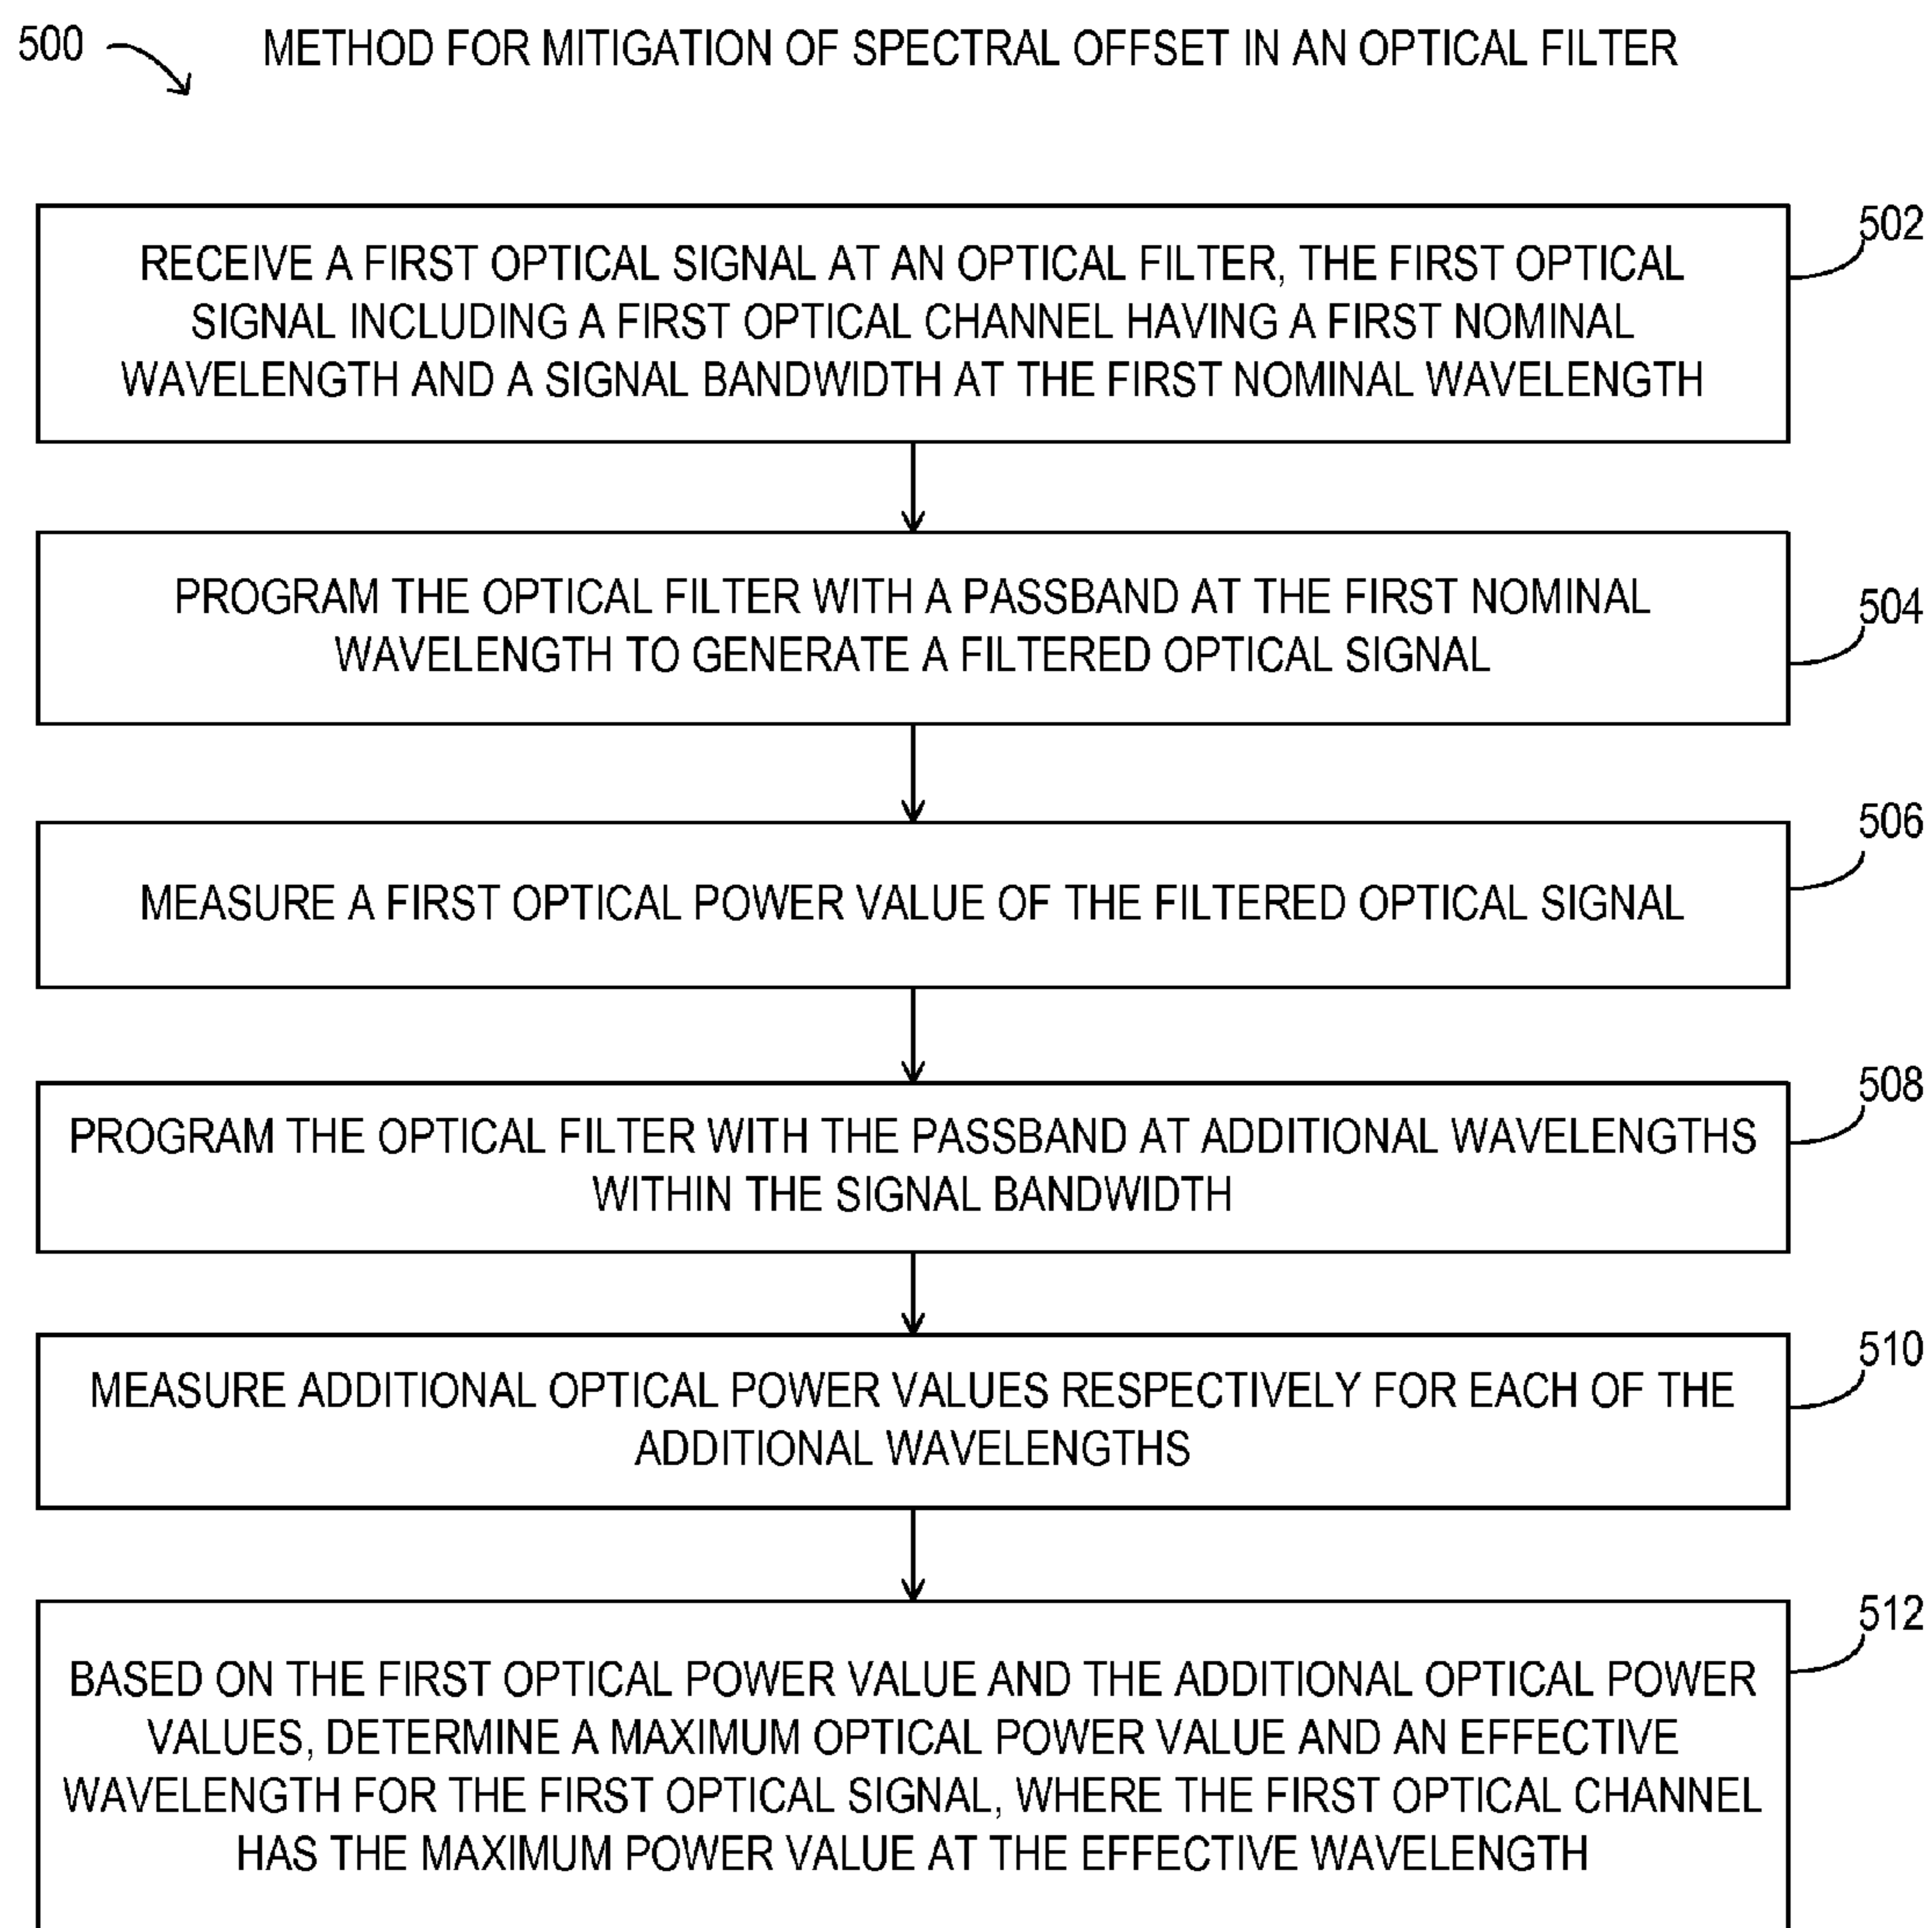 500
METHOD FOR MITIGATION OF SPECTRAL OFFSET IN AN OPTICAL FILTER
502
RECEIVE A FIRST OPTICAL SIGNAL AT AN OPTICAL FILTER, THE FIRST OPTICAL
SIGNAL INCLUDING A FIRST OPTICAL CHANNEL HAVING A FIRST NOMINAL
WAVELENGTH AND A SIGNAL BANDWIDTH AT THE FIRST NOMINAL WAVELENGTH
504
PROGRAM THE OPTICAL FILTER WITH A PASSBAND AT THE FIRST NOMINAL
WAVELENGTH TO GENERATE A FILTERED OPTICAL SIGNAL
506
MEASURE A FIRST OPTICAL POWER VALUE OF THE FILTERED OPTICAL SIGNAL
508
PROGRAM THE OPTICAL FILTER WITH THE PASSBAND AT ADDITIONAL WAVELENGTHS
WITHIN THE SIGNAL BANDWIDTH
510
MEASURE ADDITIONAL OPTICAL POWER VALUES RESPECTIVELY FOR EACH OF THE
ADDITIONAL WAVELENGTHS
512
BASED ON THE FIRST OPTICAL POWER VALUE AND THE ADDITIONAL OPTICAL POWER
VALUES, DETERMINE A MAXIMUM OPTICAL POWER VALUE AND AN EFFECTIVE
WAVELENGTH FOR THE FIRST OPTICAL SIGNAL, WHERE THE FIRST OPTICAL CHANNEL
HAS THE MAXIMUM POWER VALUE AT THE EFFECTIVE WAVELENGTH